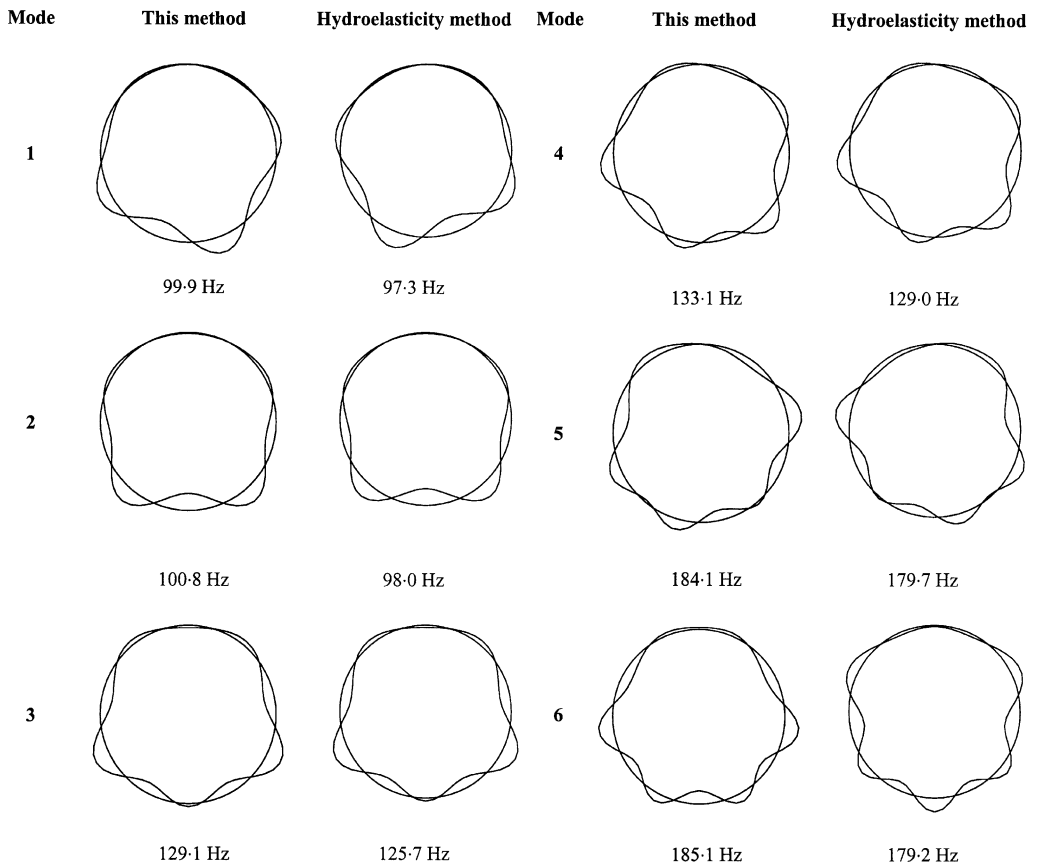 Mode This method Hydroelasticity method Mode This method Hydroelasticity method
1
4
99·9 Hz 97·3 Hz
133·1 Hz 129·0 Hz
2
5
100·8 Hz 98·0 Hz 184·1 Hz 179·7 Hz
3 6
129·1 Hz 125·7 Hz 185·1 Hz 179·2 Hz